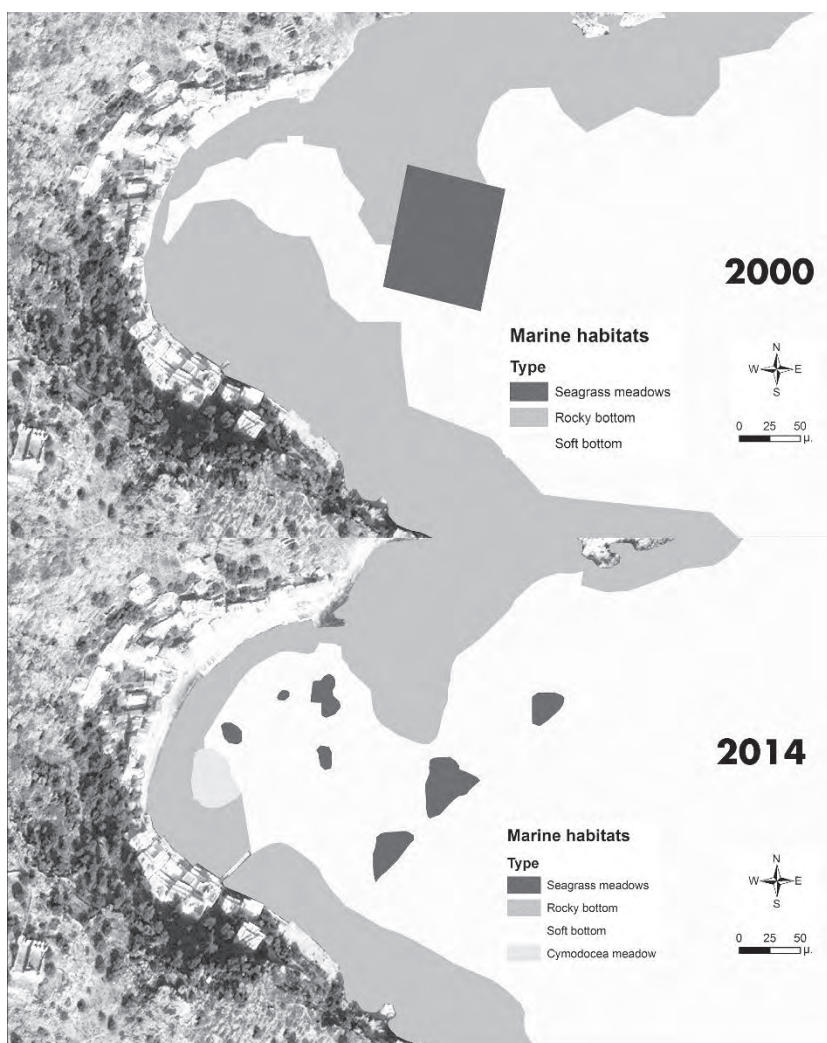 2000
Marine habitats
Type
Seagrass meadows
Rocky bottom
Soft bottom
N
W E
S
0 25 50
μ.
2014
Marine habitats
Type
Seagrass meadows
Rocky bottom
Soft bottom
Cymodocea meadow
N
W E
S
0 25 50
μ.